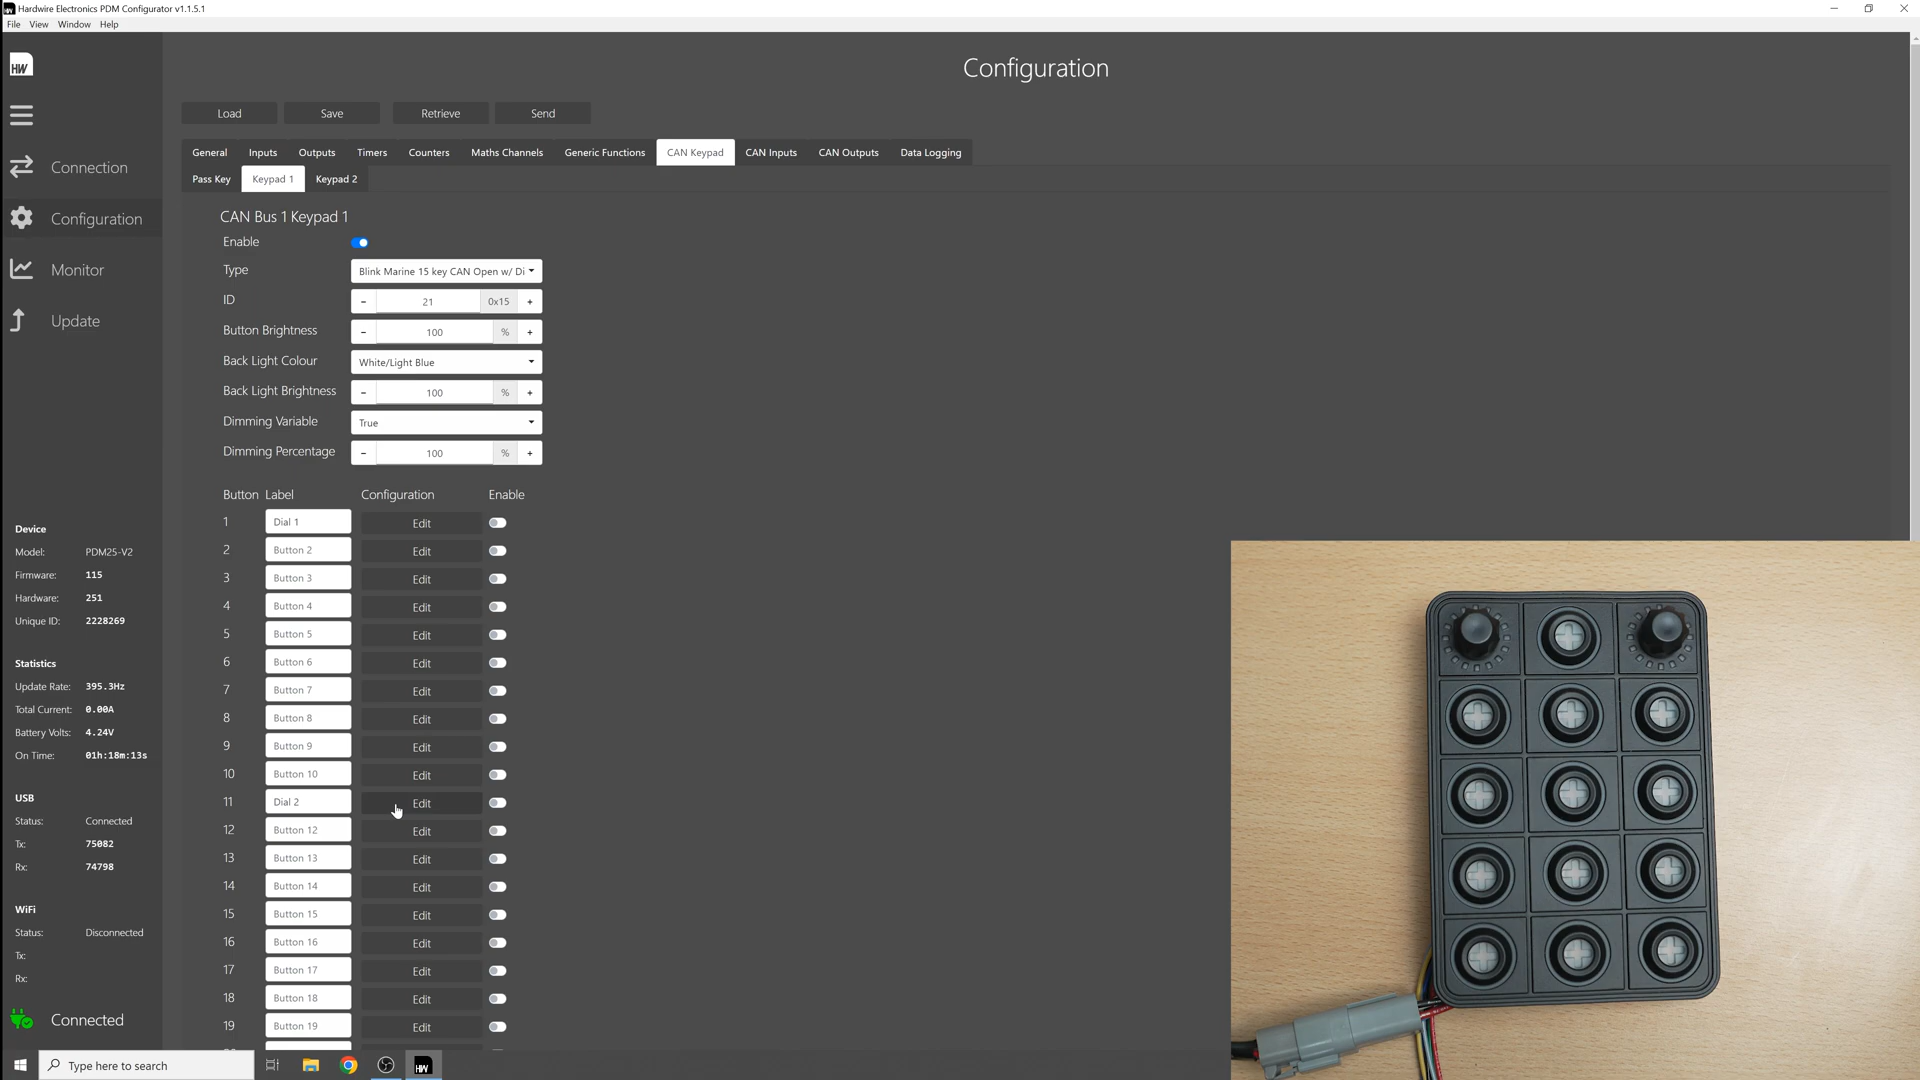 Hardwire Electronics PDM Configurator v1.1.5.1
File View Window Help
HW
Configuration
Load Save Retrieve Send
General Inputs Outputs Timers Counters Maths Channels Generic Functions CAN Keypad CAN Inputs CAN Outputs Data Logging
Pass Key Keypad 1 Keypad 2
Connection
Configuration
Monitor
Update
CAN Bus 1 Keypad 1
Enable
Type Blink Marine 15 key CAN Open w/ Di
ID - 21 0x15 +
Button Brightness - 100 % +
Back Light Colour White/Light Blue
Back Light Brightness - 100 % +
Dimming Variable True
Dimming Percentage - 100 % +
Button Label Configuration Enable
1 Dial 1 Edit
2 Button 2 Edit
3 Button 3 Edit
4 Button 4 Edit
5 Button 5 Edit
6 Button 6 Edit
7 Button 7 Edit
8 Button 8 Edit
9 Button 9 Edit
10 Button 10 Edit
11 Dial 2 Edit
12 Button 12 Edit
13 Button 13 Edit
14 Button 14 Edit
15 Button 15 Edit
16 Button 16 Edit
17 Button 17 Edit
18 Button 18 Edit
19 Button 19 Edit
Device
Model: PDM25-V2
Firmware: 115
Hardware: 251
Unique ID: 2228269
Statistics
Update Rate: 395.3Hz
Total Current: 0.00A
Battery Volts: 4.24V
On Time: 01h:18m:13s
USB
Status: Connected
Tx: 75082
Rx: 74798
WiFi
Status: Disconnected
Tx:
Rx:
Connected
Type here to search
HW